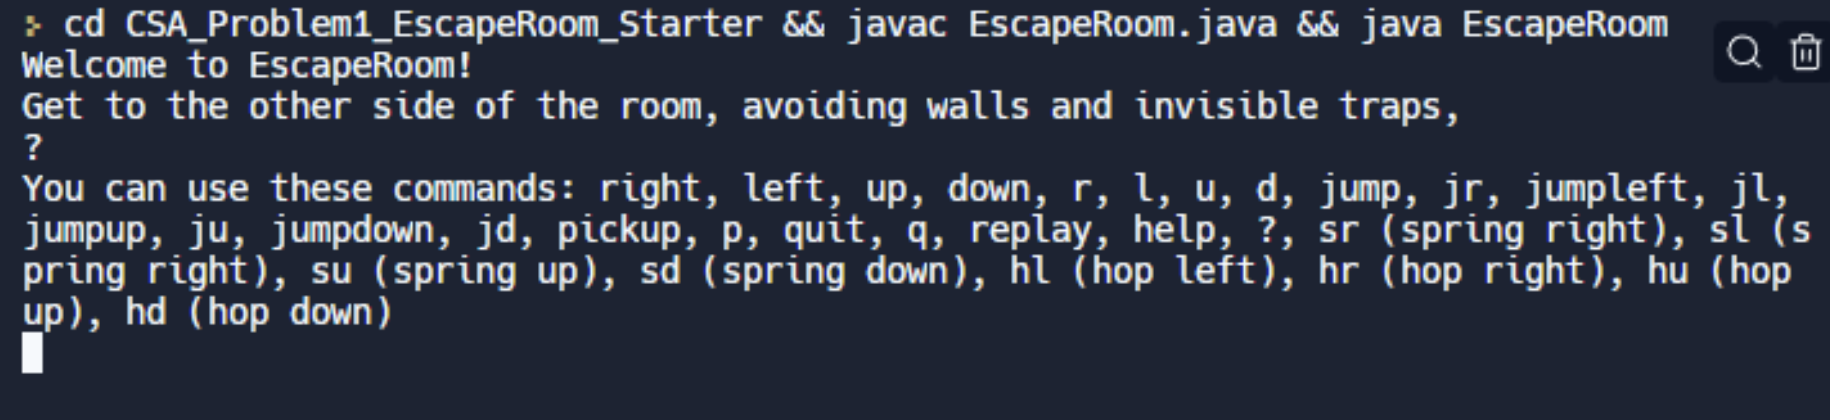 > cd CSA_Problem1_EscapeRoom_Starter && javac EscapeRoom.java && java EscapeRoom
Welcome to EscapeRoom!
Get to the other side of the room, avoiding walls and invisible traps,
?
You can use these commands: right, left, up, down, r, l, u, d, jump, jr, jumpleft, jl,
jumpup, ju, jumpdown, jd, pickup, p, quit, q, replay, help, ?, sr (spring right), sl (s
pring right), su (spring up), sd (spring down), hl (hop left), hr (hop right), hu (hop
up), hd (hop down)